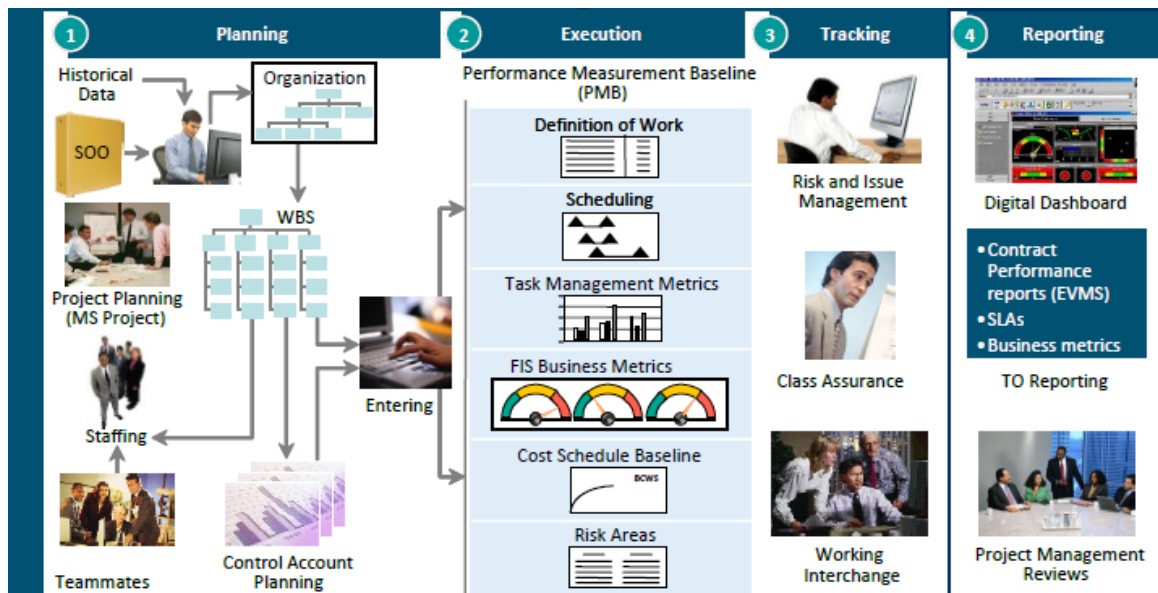 1
Planning
2
Execution
3
Tracking
4
Reporting
Historical
Data
Organization
SOO
WBS
Project Planning
(MS Project)
Staffing
Teammates
Control Account
Planning
Entering
Performance Measurement Baseline
(PMB)
Definition of Work
Scheduling
Task Management Metrics
FIS Business Metrics
Cost Schedule Baseline
BCWS
Risk Areas
Risk and Issue
Management
Class Assurance
Working
Interchange
Digital Dashboard
• Contract
Performance
reports (EVMS)
• SLAs
• Business metrics
TO Reporting
Project Management
Reviews